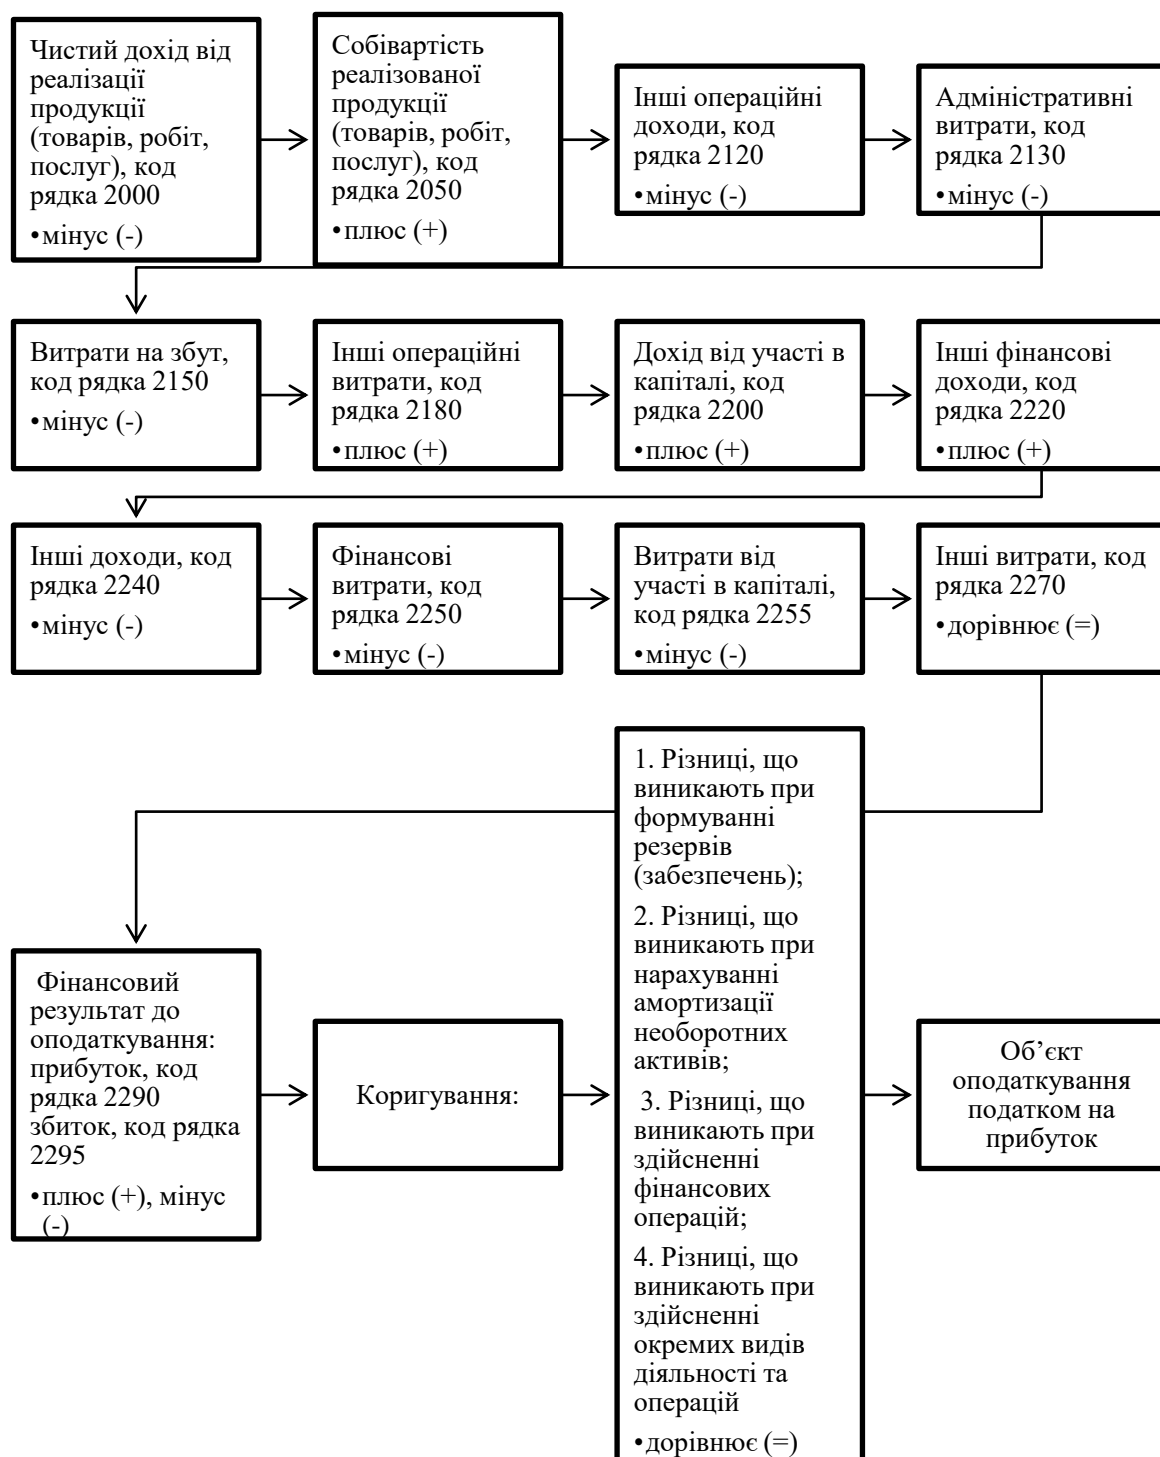 Чистий дохід від
реалізації
продукції
(товарів, робіт,
послуг), код
рядка 2000
•мінус (-)
Собівартість
реалізованої
продукції
(товарів, робіт,
послуг), код
рядка 2050
•плюс (+)
Інші операційні
доходи, код
рядка 2120
•мінус (-)
Адміністративні
витрати, код
рядка 2130
•мінус (-)
Витрати на збут,
код рядка 2150
•мінус (-)
Інші операційні
витрати, код
рядка 2180
•плюс (+)
Дохід від участі в
капіталі, код
рядка 2200
•плюс (+)
Інші фінансові
доходи, код
рядка 2220
•плюс (+)
Інші доходи, код
рядка 2240
•мінус (-)
Фінансові
витрати, код
рядка 2250
•мінус (-)
Витрати від
участі в капіталі,
код рядка 2255
•мінус (-)
Інші витрати, код
рядка 2270
•дорівнює (=)
Фінансовий
результат до
оподаткування:
прибуток, код
рядка 2290
збиток, код рядка
2295
•плюс (+), мінус
(-)
Коригування:
1. Різниці, що
виникають при
формуванні
резервів
(забезпечень);
2. Різниці, що
виникають при
нарахуванні
амортизації
необоротних
активів;
3. Різниці, що
виникають при
здійсненні
фінансових
операцій;
4. Різниці, що
виникають при
здійсненні
окремих видів
діяльності та
операцій
•дорівнює (=)
Об’єкт
оподаткування
податком на
прибуток